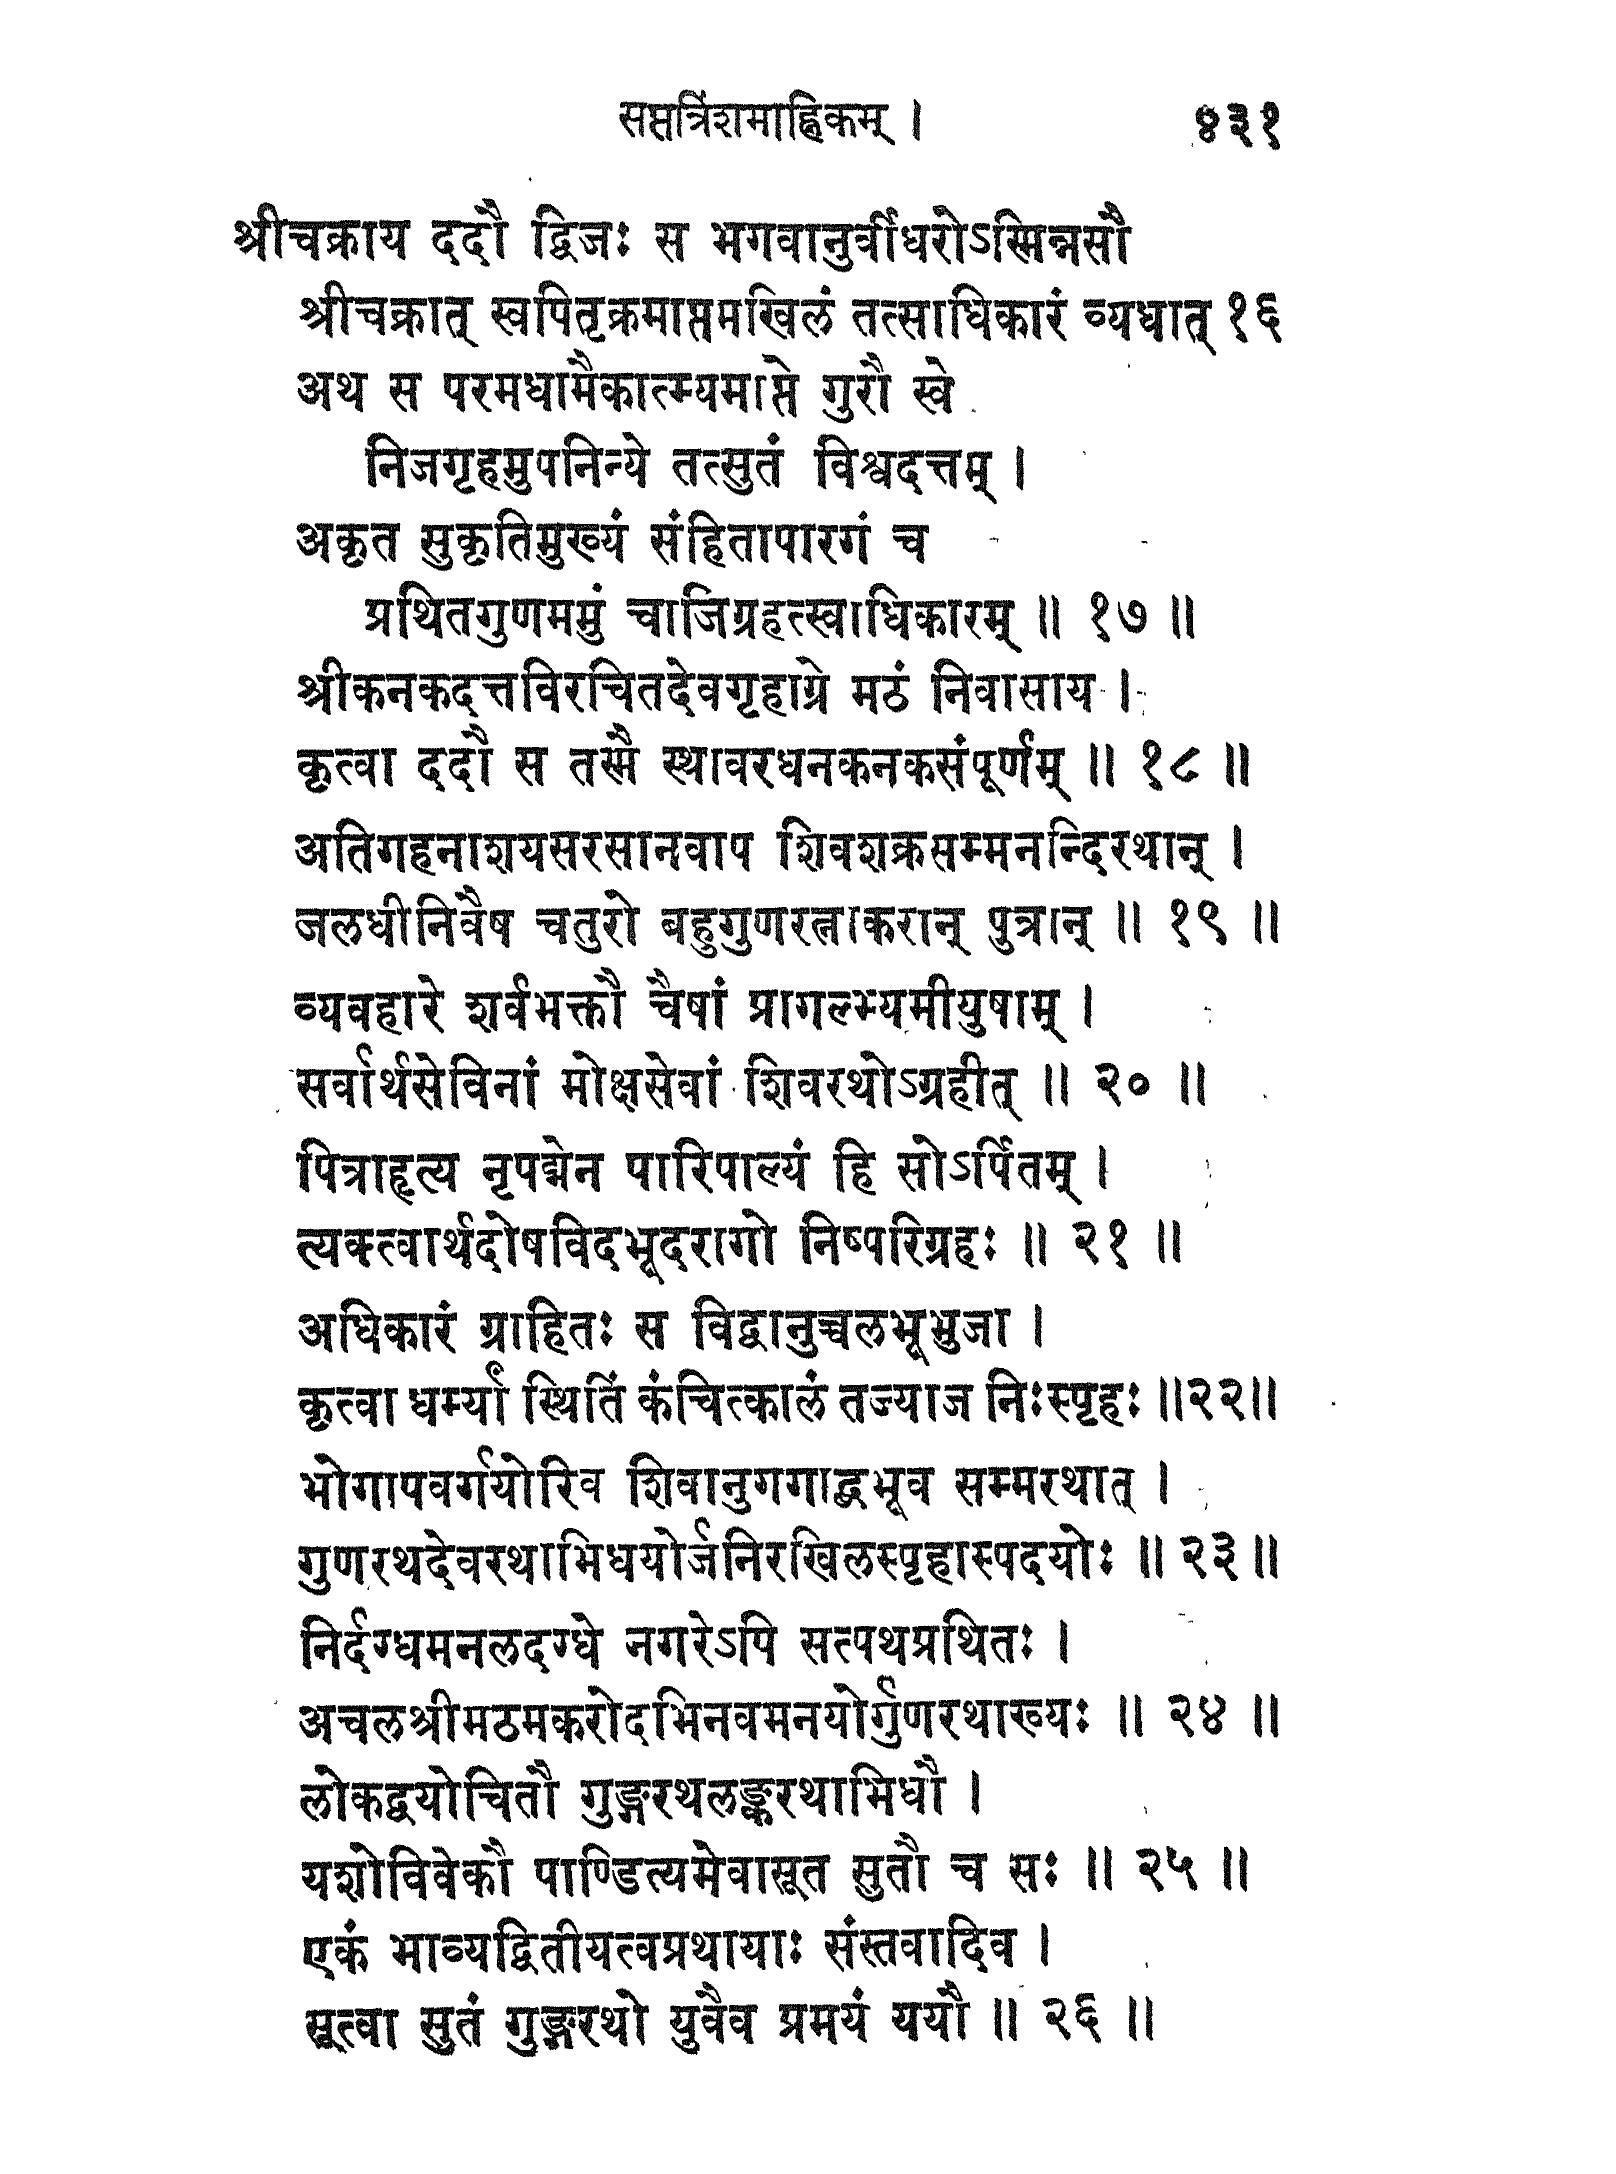 सप्तत्रिंशमाह्निकम् । ४३१
श्रीचक्राय ददौ द्विजः स भगवानुर्वीधरोऽस्मिन्नसौ
श्रीचक्रात् स्वपितृक्रमाप्तमखिलं तत्साधिकारं व्यधात् १६
अथ स परमधामैकात्म्यमाप्ते गुरौ स्वे
निजगृहमुपनिन्ये तत्सुतं विश्वदत्तम् ।
अकृत सुकृतिमुख्यं संहितापारगं च
प्रथितगुणममुं चाजिग्रहत्स्वाधिकारम् ॥ १७ ॥
श्रीकनकदत्तविरचितदेवगृहाग्रे मठं निवासाय ।
कृत्वा ददौ स तस्मै स्थावरधनकनकसंपूर्णम् ॥ १८ ॥
अतिगहनाशयसरसानवाप शिवशक्रसम्मनन्दिरथान् ।
जलधीनिवैष चतुरो बहुगुणरत्नाकरान् पुत्रान् ॥ १९ ॥
व्यवहारे शर्वभक्तौ चैषां प्रागल्भ्यमीयुषाम् ।
सर्वार्थसेविनां मोक्षसेवां शिवरथोऽग्रहीत् ॥ २० ॥
पित्राहृत्य नृपद्मेन पारिपाल्यं हि सोऽर्पितम् ।
त्यक्त्वार्थदोषविदभूदरागो निष्परिग्रहः ॥ २१ ॥
अधिकारं ग्राहितः स विद्वानुच्चलभूभुजा ।
कृत्वा धर्म्यां स्थितिं कंचित्कालं तज्याज निःस्पृहः ॥२२॥
भोगापवर्गयोरिव शिवानुगगाद्बभूव सम्मरथात् ।
गुणरथदेवरथाभिधयोर्जनिरखिलस्पृहास्पदयोः ॥ २३॥
निर्दग्धमनलदग्धे नगरेऽपि सत्पथप्रथितः ।
अचलश्रीमठमकरोदभिनवमनयोर्गुणरथाख्यः ॥ २४ ॥
लोकद्वयोचितौ गुङ्गरथलङ्करथाभिधौ ।
यशोविवेकौ पाण्डित्यमेवासूत सुतौ च सः ॥ २५ ॥
एकं भाव्यद्वितीयत्वप्रथायाः संस्तवादिव ।
सूत्वा सुतं गुङ्गरथो युवैव प्रमयं ययौ ॥ २६ ॥